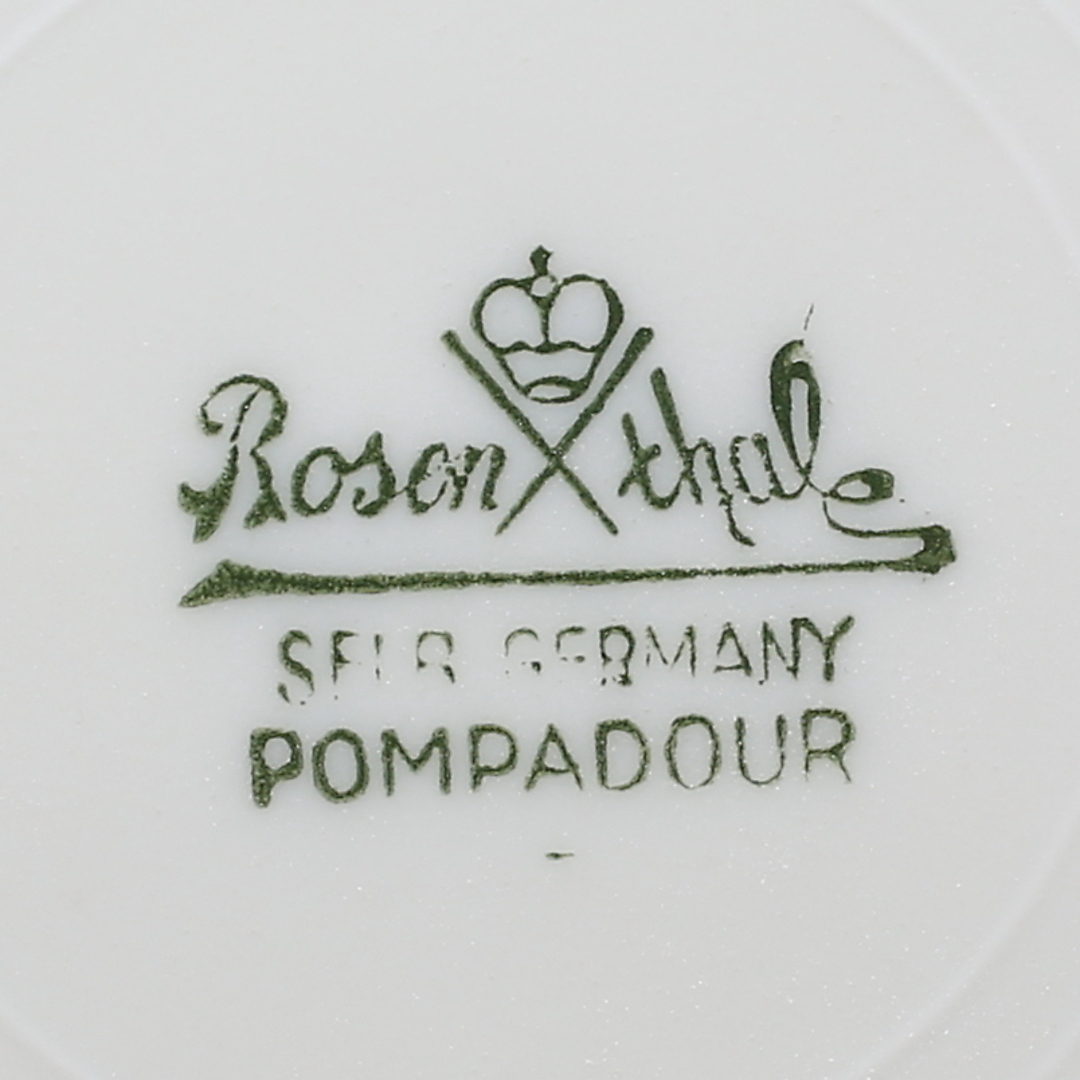 Rosenthal
SELB GERMANY
POMPADOUR